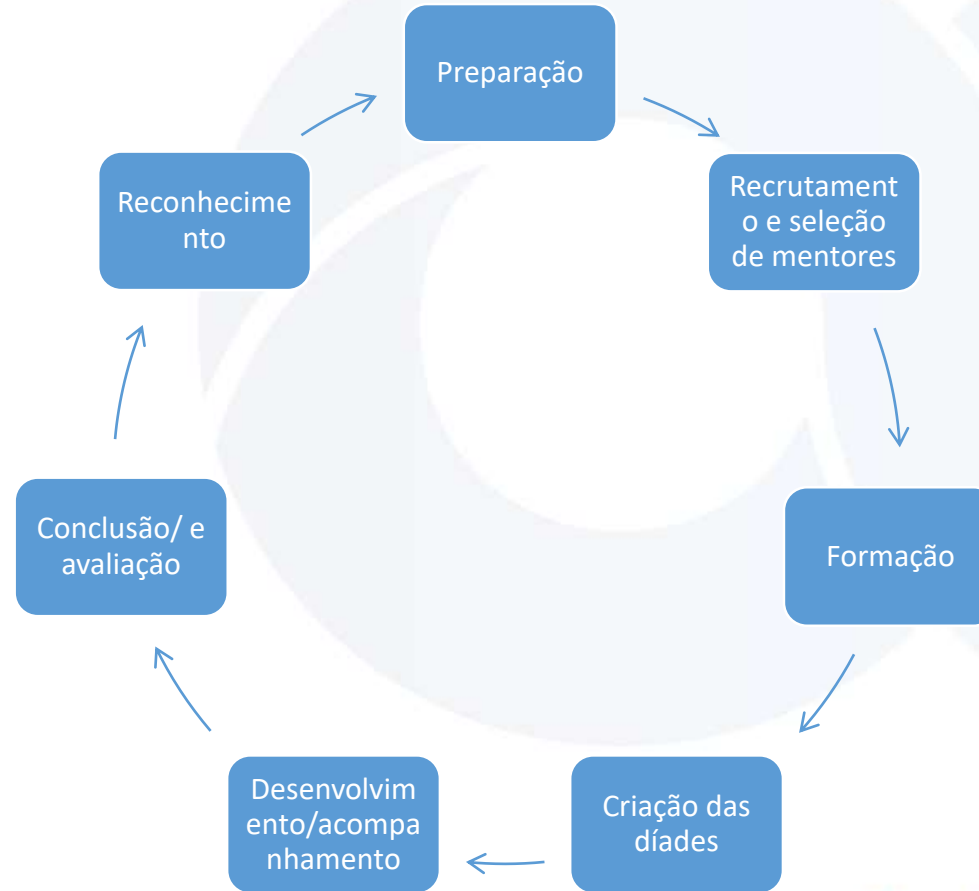 Preparação
Recrutament
o e seleção
de mentores
Formação
Criação das
díades
Desenvolvim
ento/acompa
nhamento
Conclusão/ e
avaliação
Reconhecime
nto